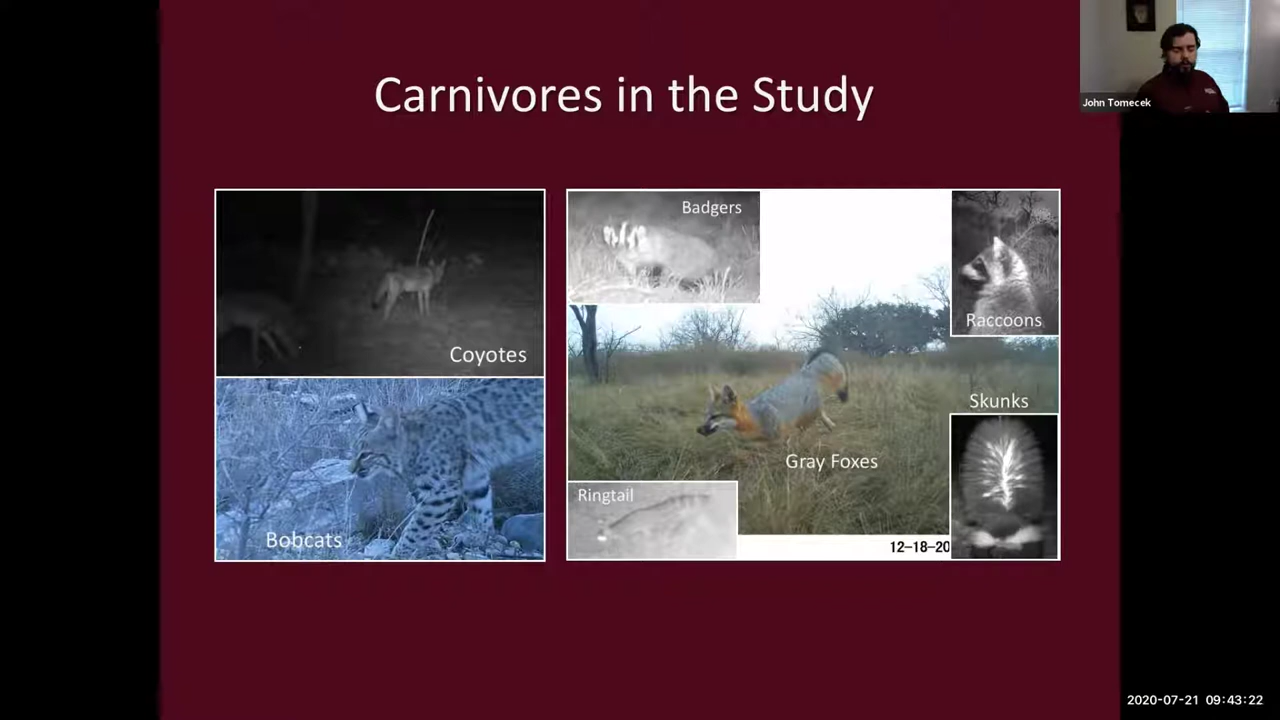 Carnivores in the Study
John Tomecek
Coyotes
Bobcats
Badgers
Raccoons
Skunks
Gray Foxes
Ringtail
12–18–20
2020-07-21 09:43:22